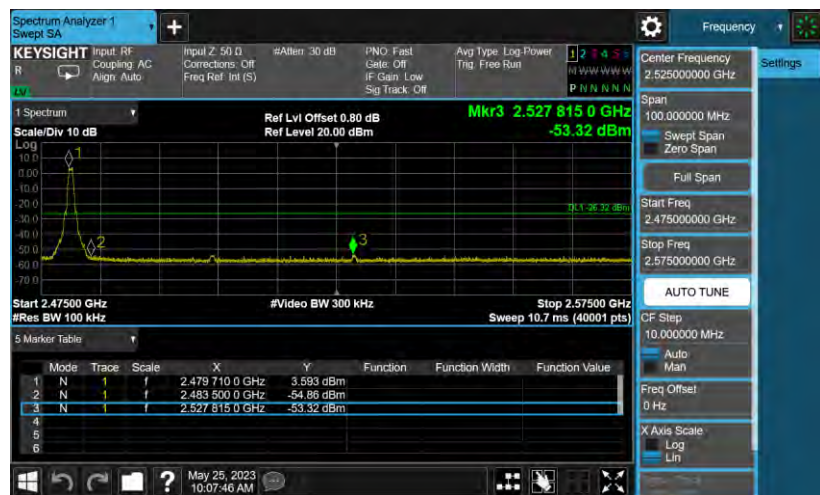 Spectrum Analyzer 1
Swept SA
Frequency
KEYSIGHT
R
LV
Input: RF
Coupling: AC
Align: Auto
Input Z: 50 Ω
Corrections: Off
Freq Ref: Int (S)
#Atten: 30 dB
PNO: Fast
Gate: Off
IF Gain: Low
Sig Track: Off
Avg Type: Log-Power
Trig: Free Run
1 2 3 4 5 6
M W W W W W
P N N N N N
Center Frequency
2.525000000 GHz
Settings
Span
100.000000 MHz
Swept Span
Zero Span
Full Span
Start Freq
2.475000000 GHz
Stop Freq
2.575000000 GHz
AUTO TUNE
CF Step
10.000000 MHz
Auto
Man
Freq Offset
0 Hz
X Axis Scale
Log
Lin
1 Spectrum
Scale/Div 10 dB
Ref Lvl Offset 0.80 dB
Ref Level 20.00 dBm
Mkr3 2.527 815 0 GHz
-53.32 dBm
Log
10.0
0.00
-10.0
-20.0
-30.0
-40.0
-50.0
-60.0
-70.0
1
2
3
DL1 -26.32 dBm
Start 2.47500 GHz
#Res BW 100 kHz
#Video BW 300 kHz
Stop 2.57500 GHz
Sweep 10.7 ms (40001 pts)
5 Marker Table
Mode Trace Scale X Y Function Function Width Function Value
1 N 1 f 2.479 710 0 GHz 3.593 dBm
2 N 1 f 2.483 500 0 GHz -54.86 dBm
3 N 1 f 2.527 815 0 GHz -53.32 dBm
4
5
6
?
May 25, 2023
10:07:46 AM